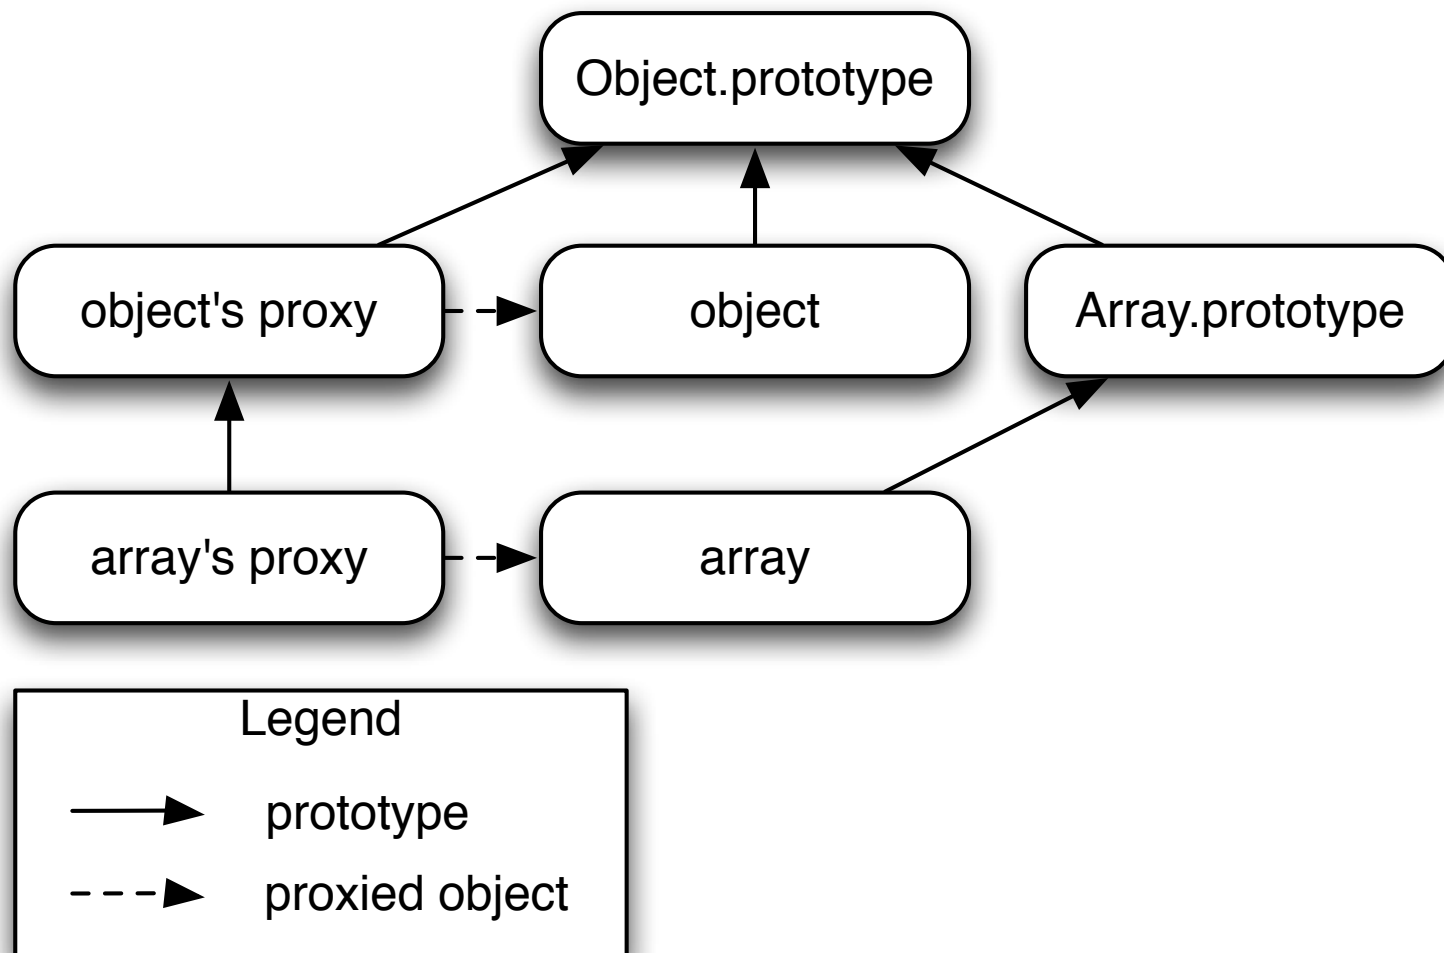 Object.prototype
object's proxy
object
Array.prototype
array's proxy
array
Legend
prototype
proxied object